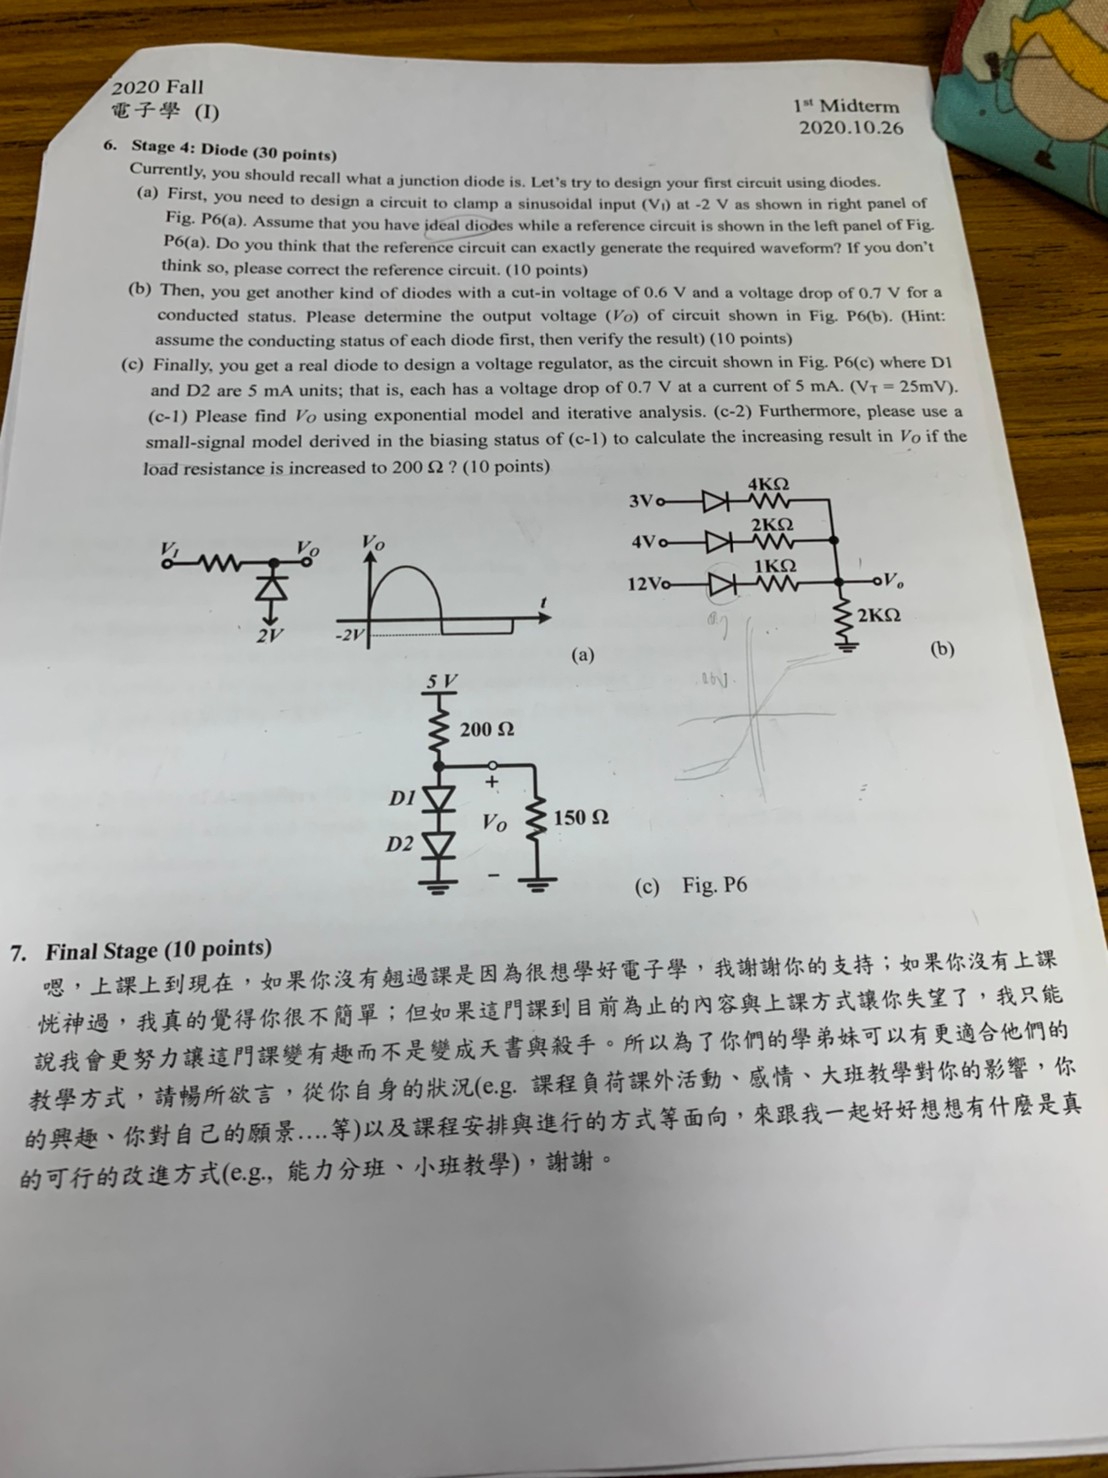 2020 Fall
電子學 (I)
1st Midterm
2020.10.26
6. Stage 4: Diode (30 points)
Currently, you should recall what a junction diode is. Let's try to design your first circuit using diodes.
(a) First, you need to design a circuit to clamp a sinusoidal input (VI) at -2 V as shown in right panel of
Fig. P6(a). Assume that you have ideal diodes while a reference circuit is shown in the left panel of Fig.
P6(a). Do you think that the reference circuit can exactly generate the required waveform? If you don't
think so, please correct the reference circuit. (10 points)
(b) Then, you get another kind of diodes with a cut-in voltage of 0.6 V and a voltage drop of 0.7 V for a
conducted status. Please determine the output voltage (Vo) of circuit shown in Fig. P6(b). (Hint:
assume the conducting status of each diode first, then verify the result) (10 points)
(c) Finally, you get a real diode to design a voltage regulator, as the circuit shown in Fig. P6(c) where D1
and D2 are 5 mA units; that is, each has a voltage drop of 0.7 V at a current of 5 mA. (VT = 25mV).
(c-1) Please find Vo using exponential model and iterative analysis. (c-2) Furthermore, please use a
small-signal model derived in the biasing status of (c-1) to calculate the increasing result in Vo if the
load resistance is increased to 200 Ω ? (10 points)
3V
4KΩ
4V
2KΩ
12V
1KΩ
Vo
2KΩ
(b)
VI
VO
2V
VO
t
-2V
(a)
5 V
200 Ω
D1
D2
+
VO
-
150 Ω
(c) Fig. P6
7. Final Stage (10 points)
嗯，上課上到現在，如果你沒有翹過課是因為很想學好電子學，我謝謝你的支持；如果你沒有上課
恍神過，我真的覺得你很不簡單；但如果這門課到目前為止的內容與上課方式讓你失望了，我只能
說我會更努力讓這門課變有趣而不是變成天書與殺手。所以為了你們的學弟妹可以有更適合他們的
教學方式，請暢所欲言，從你自身的狀況(e.g. 課程負荷課外活動、感情、大班教學對你的影響，你
的興趣、你對自己的願景....等)以及課程安排與進行的方式等面向，來跟我一起好好想想有什麼是真
的可行的改進方式(e.g., 能力分班、小班教學)，謝謝。